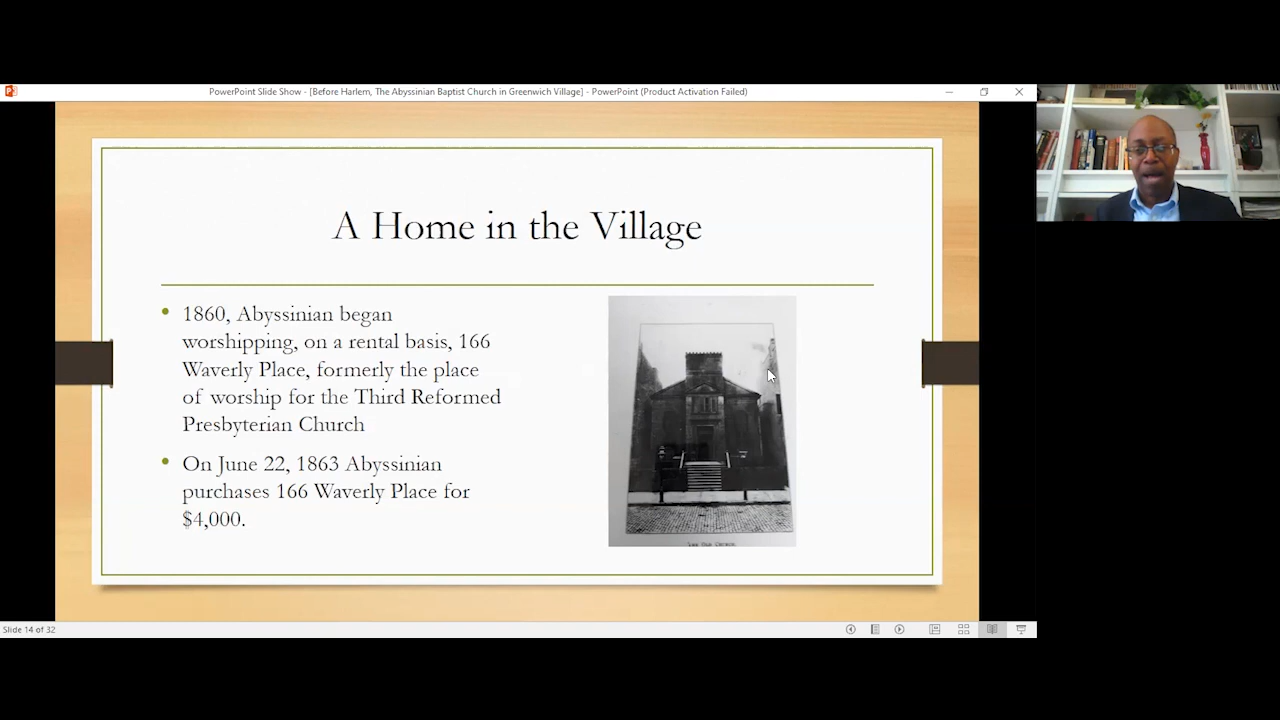 PowerPoint Slide Show - [Before Harlem, The Abyssinian Baptist Church in Greenwich Village] - PowerPoint (Product Activation Failed)
A Home in the Village
• 1860, Abyssinian began
worshipping, on a rental basis, 166
Waverly Place, formerly the place
of worship for the Third Reformed
Presbyterian Church
• On June 22, 1863 Abyssinian
purchases 166 Waverly Place for
$4,000.
Slide 14 of 32